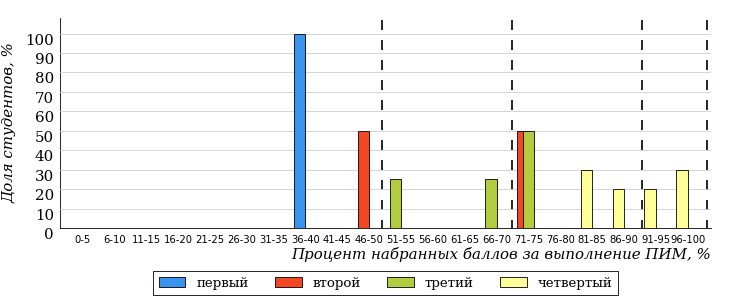 Доля студентов, %
100
90
80
70
60
50
40
30
20
10
0
0-5 6-10 11-15 16-20 21-25 26-30 31-35 36-40 41-45 46-50 51-55 56-60 61-65 66-70 71-75 76-80 81-85 86-90 91-95 96-100
Процент набранных баллов за выполнение ПИМ, %
первый второй третий четвертый